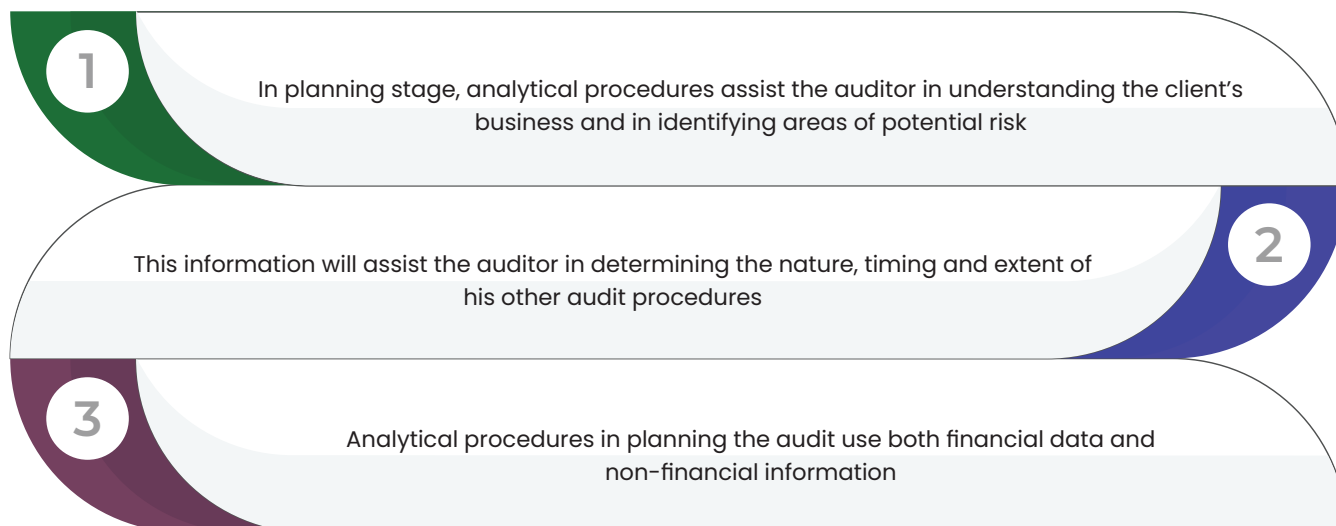 1
In planning stage, analytical procedures assist the auditor in understanding the client’s
business and in identifying areas of potential risk
This information will assist the auditor in determining the nature, timing and extent of
his other audit procedures
2
3
Analytical procedures in planning the audit use both financial data and
non-financial information